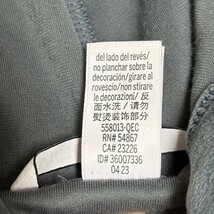 del lado del revés/
no planchar sobre la
decoración/girare al
rovescio/non stirare
le decorazioni/ 反
面水洗 / 请勿
熨烫装饰部分
558013-QEC
RN# 54867
CA# 23226
ID# 36007336
04 23